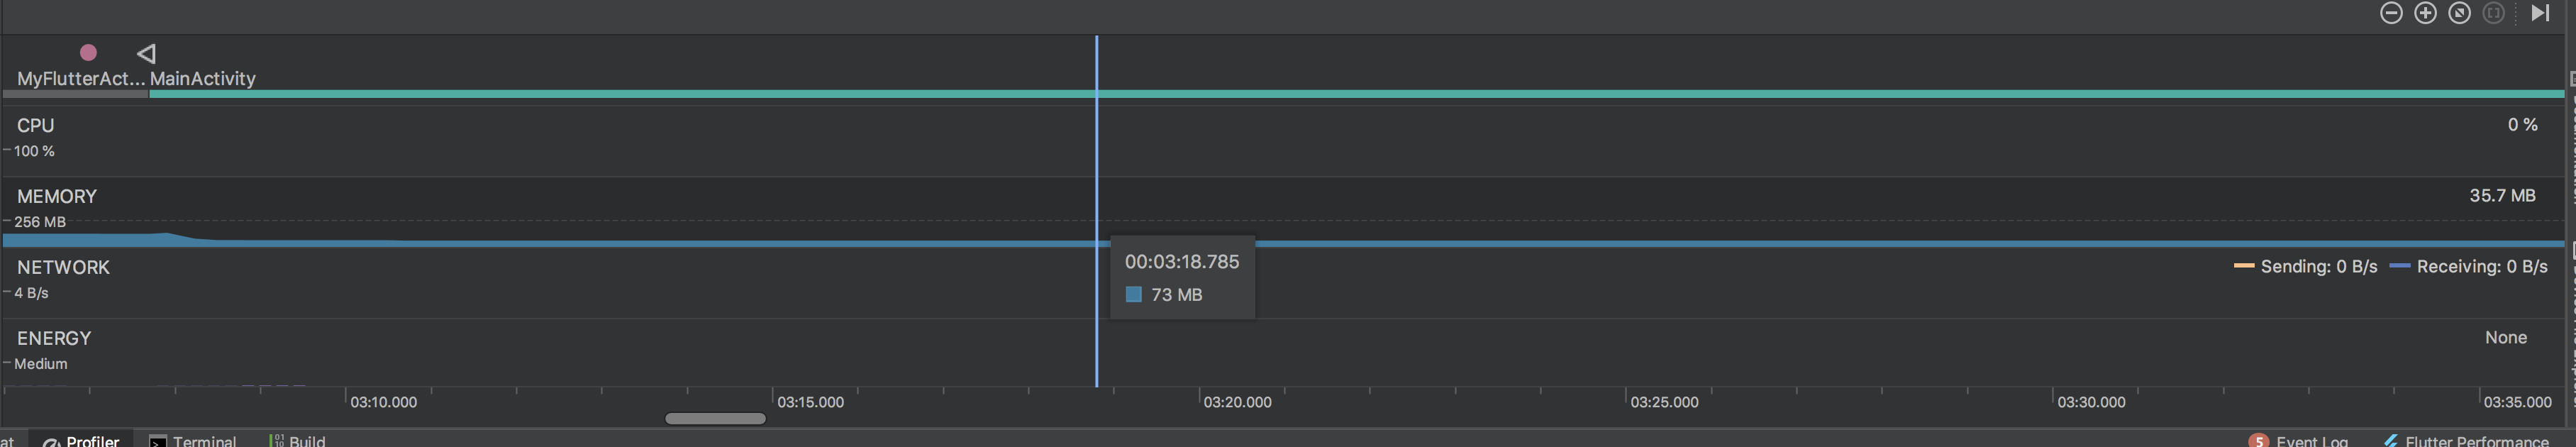 MyFlutterAct... MainActivity
CPU
0 %
100 %
MEMORY
35.7 MB
256 MB
NETWORK
Sending: 0 B/s Receiving: 0 B/s
4 B/s
00:03:18.785
73 MB
ENERGY
None
Medium
03:10.000 03:15.000 03:20.000 03:25.000 03:30.000 03:35.000
at Profiler Terminal Build 5 Event Log Flutter Performance